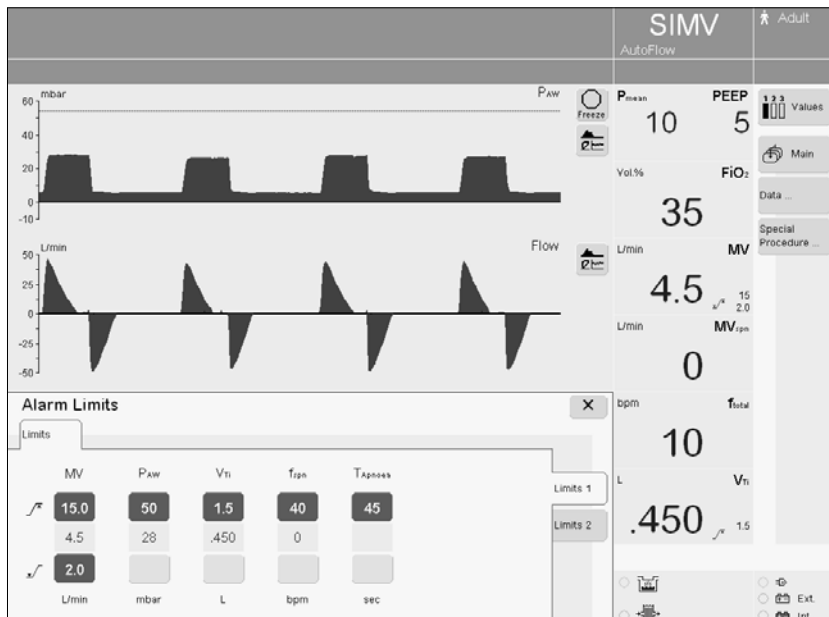 SIMV
AutoFlow
Adult
mbar
PAW
60
40
20
0
-10
Freeze
Pmean PEEP
10 5
1 2 3
Values
Main
Data ...
Special
Procedure ...
Vol.% FiO2
35
L/min
Flow
50
25
0
-25
-50
L/min MV
4.5
15
2.0
L/min MVspn
0
bpm ftotal
10
L VTi
.450
1.5
Alarm Limits
X
Limits
MV PAW VTi fspn TApnoea
15.0 50 1.5 40 45
4.5 28 .450 0
2.0
L/min mbar L bpm sec
Limits 1
Limits 2
Ext.
Int.